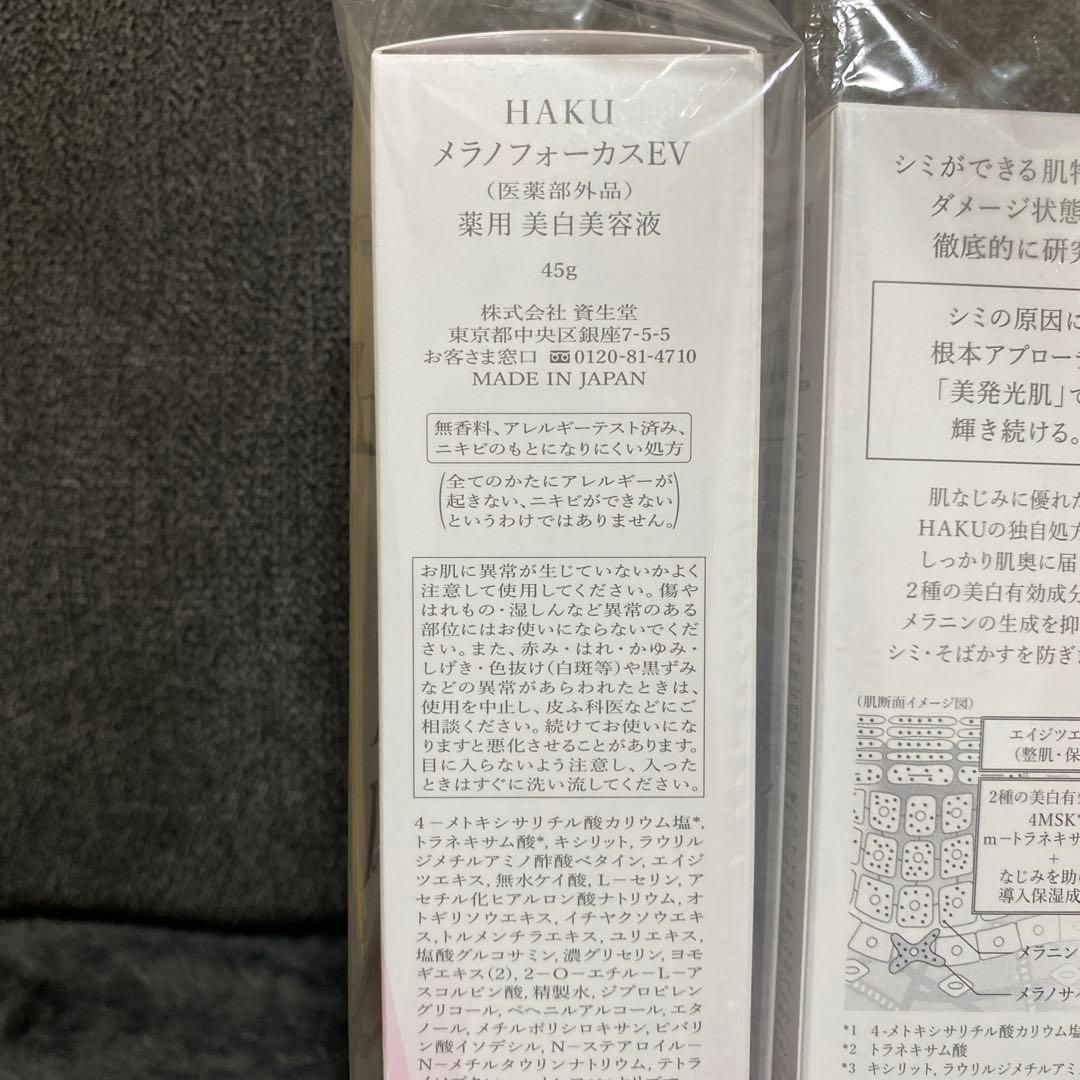 HAKU
メラノフォーカスEV
(医薬部外品)
薬用 美白美容液
45g
株式会社 資生堂
東京都中央区銀座7-5-5
お客さま窓口 0120-81-4710
MADE IN JAPAN
無香料、アレルギーテスト済み、
ニキビのもとになりにくい処方
(全てのかたにアレルギーが
起きない、ニキビができない
というわけではありません。)
お肌に異常が生じていないかよく
注意して使用してください。傷や
はれもの・湿しんなど異常のある
部位にはお使いにならないでくだ
さい。また、赤み・はれ・かゆみ・
しげき・色抜け(白斑等)や黒ずみ
などの異常があらわれたときは、
使用を中止し、皮ふ科医などにご
相談ください。続けてお使いにな
りますと悪化させることがあります。
目に入らないよう注意し、入った
ときはすぐに洗い流してください。
4-メトキシサリチル酸カリウム塩*,
トラネキサム酸*, キシリット, ラウリル
ジメチルアミノ酢酸ベタイン, エイジ
ツエキス, 無水ケイ酸, L-セリン, ア
セチル化ヒアルロン酸ナトリウム, オ
トギリソウエキス, イチヤクソウエキ
ス,トルメンチラエキス, ユリエキス,
塩酸グルコサミン, 濃グリセリン, ヨモ
ギエキス(2), 2-O-エチル-L-ア
スコルビン酸, 精製水, ジプロピレン
グリコール, ベヘニルアルコール, エタ
ノール, メチルポリシロキサン, ピバリ
ン酸イソデシル, N-ステアロイル-
N-メチルタウリンナトリウム, テトラ
シミができる肌特
ダメージ状態
徹底的に研究
シミの原因に
根本アプローチ
「美発光肌」で
輝き続ける。
肌なじみに優れた
HAKUの独自処方
しっかり肌奥に届
2種の美白有効成分
メラニンの生成を抑
シミ・そばかすを防ぎ
(肌断面イメージ図)
エイジツエ
(整肌・保
2種の美白有効
4MSK*
m-トラネキサ
+
なじみを助け
導入保湿成
メラニン
メラノサイ
*1 4-メトキシサリチル酸カリウム塩
*2 トラネキサム酸
*3 キシリット, ラウリルジメチルアミ